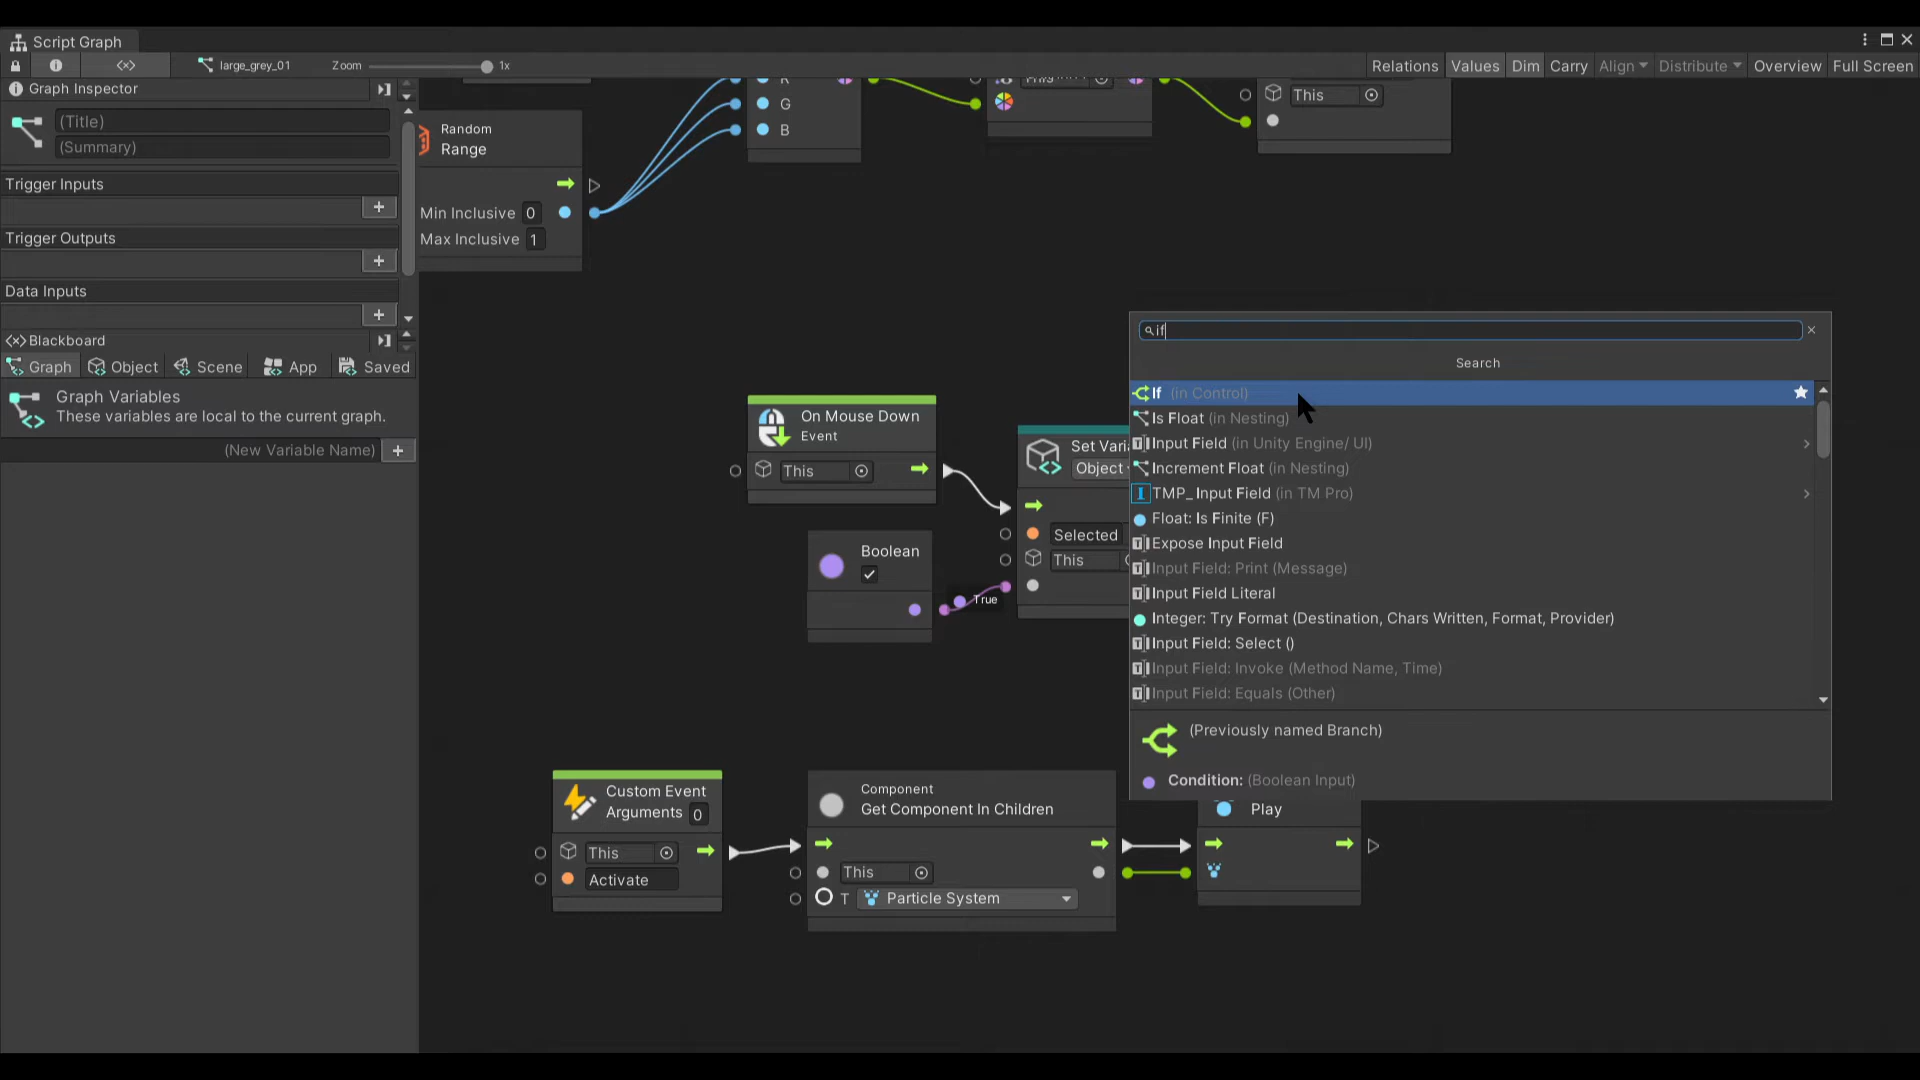 Script Graph
large_grey_01
Zoom
1x
Relations
Values
Dim
Carry
Align
Distribute
Overview
Full Screen
Graph Inspector
(Title)
(Summary)
Trigger Inputs
Trigger Outputs
Data Inputs
Blackboard
Graph
Object
Scene
App
Saved
Graph Variables
These variables are local to the current graph.
(New Variable Name)
Random
Range
Min Inclusive 0
Max Inclusive 1
G
B
This
On Mouse Down
Event
This
Boolean
True
Set Varia
Object
Selected
This
if
Search
If (in Control)
Is Float (in Nesting)
Input Field (in Unity Engine/ UI)
Increment Float (in Nesting)
TMP_ Input Field (in TM Pro)
Float: Is Finite (F)
Expose Input Field
Input Field: Print (Message)
Input Field Literal
Integer: Try Format (Destination, Chars Written, Format, Provider)
Input Field: Select ()
Input Field: Invoke (Method Name, Time)
Input Field: Equals (Other)
(Previously named Branch)
Condition: (Boolean Input)
Custom Event
Arguments 0
This
Activate
Component
Get Component In Children
This
T Particle System
Play